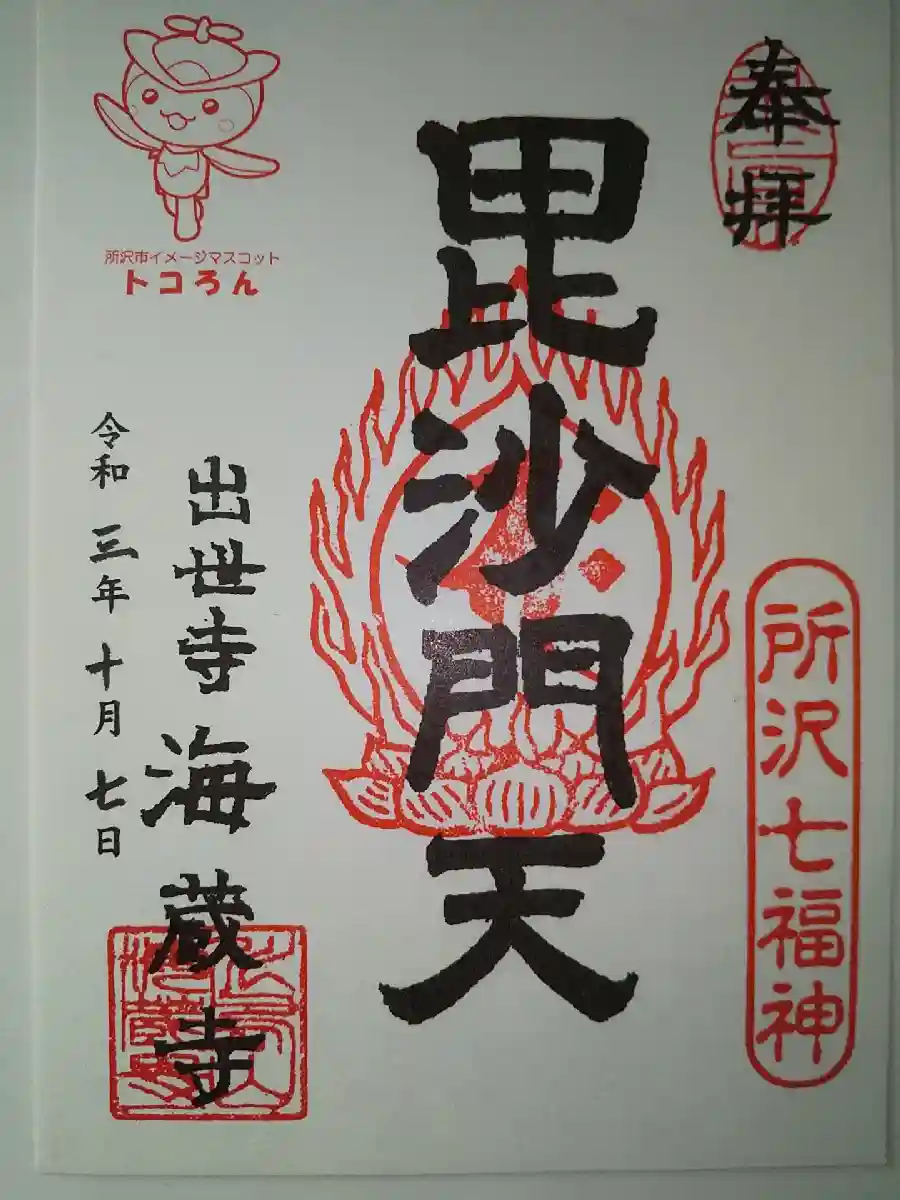 奉拝
毘沙門天
所沢七福神
所沢市イメージマスコット
トコろん
出世寺 海蔵寺
令和 三年 十月 七日